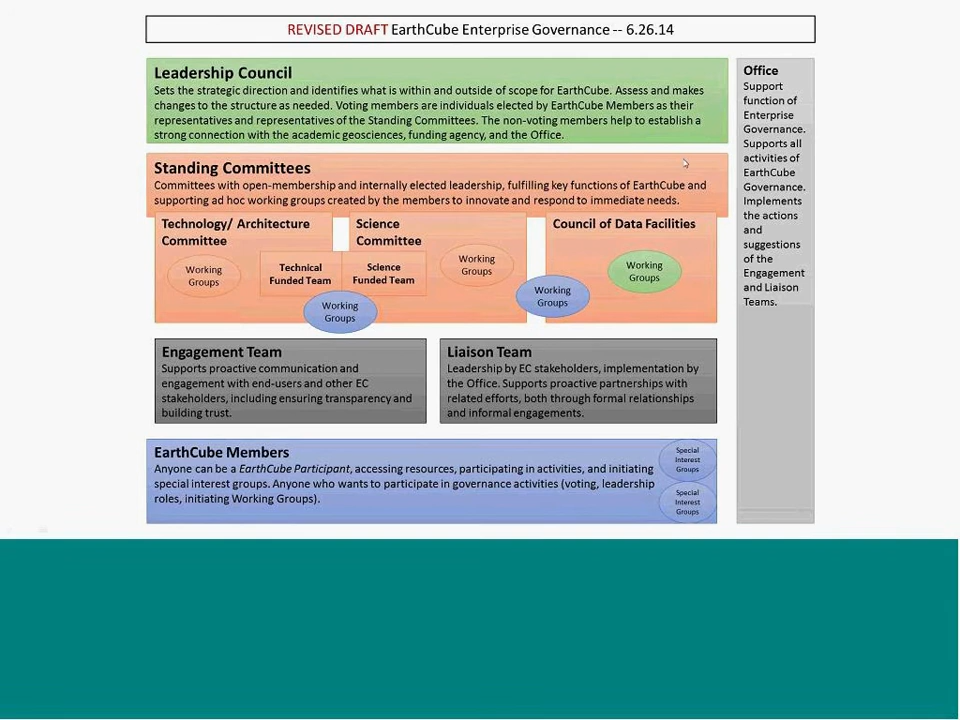 REVISED DRAFT EarthCube Enterprise Governance -- 6.26.14
Leadership Council
Sets the strategic direction and identifies what is within and outside of scope for EarthCube. Assess and makes
changes to the structure as needed. Voting members are individuals elected by EarthCube Members as their
representatives and representatives of the Standing Committees. The non-voting members help to establish a
strong connection with the academic geosciences, funding agency, and the Office.
Standing Committees
Committees with open-membership and internally elected leadership, fulfilling key functions of EarthCube and
supporting ad hoc working groups created by the members to innovate and respond to immediate needs.
Technology/ Architecture
Committee
Working
Groups
Technical
Funded Team
Science
Committee
Science
Funded Team
Working
Groups
Working
Groups
Working
Groups
Council of Data Facilities
Working
Groups
Engagement Team
Supports proactive communication and
engagement with end-users and other EC
stakeholders, including ensuring transparency and
building trust.
Liaison Team
Leadership by EC stakeholders, implementation by
the Office. Supports proactive partnerships with
related efforts, both through formal relationships
and informal engagements.
EarthCube Members
Anyone can be a EarthCube Participant, accessing resources, participating in activities, and initiating
special interest groups. Anyone who wants to participate in governance activities (voting, leadership
roles, initiating Working Groups).
Special
Interest
Groups
Special
Interest
Groups
Office
Support
function of
Enterprise
Governance.
Supports all
activities of
EarthCube
Governance.
Implements
the actions
and
suggestions
of the
Engagement
and Liaison
Teams.